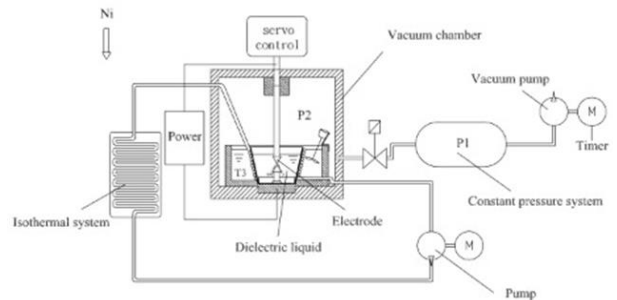 Ni
servo
control
Vacuum chamber
Vacuum pump
P2
M
Power
P1
Timer
T3
Constant pressure system
Isothermal system
Electrode
Dielectric liquid
M
Pump